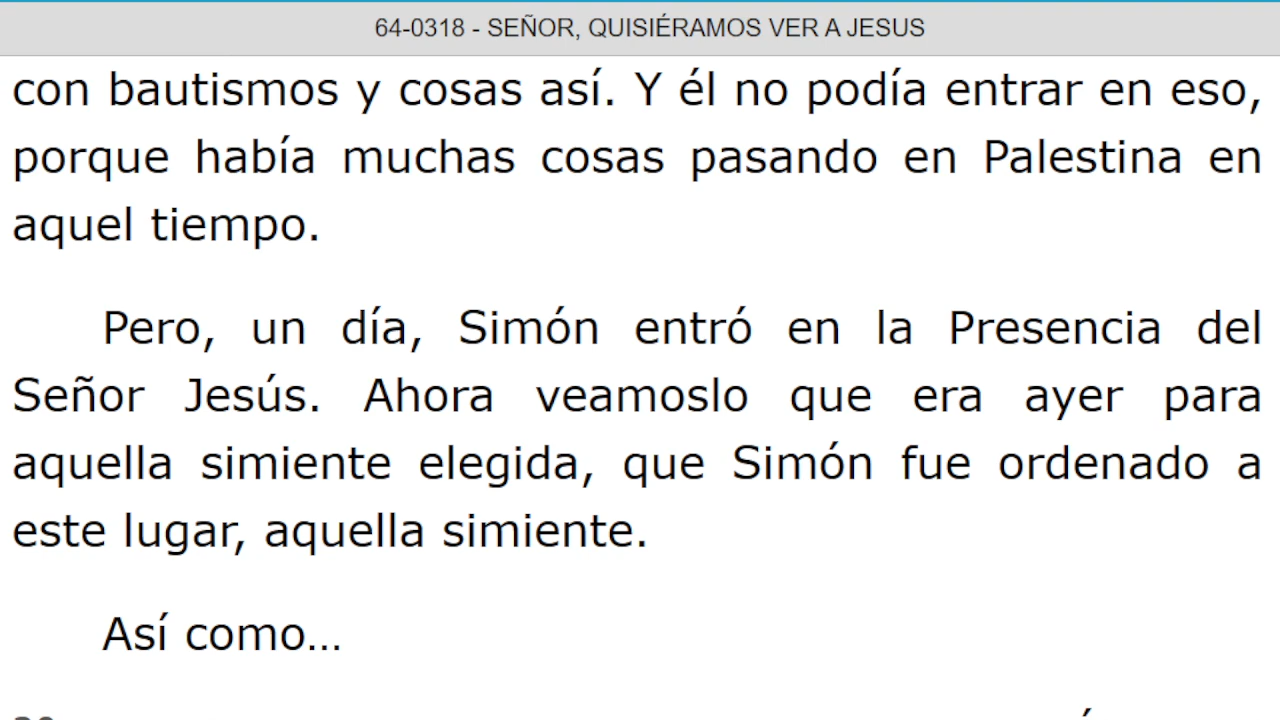 64-0318 - SEÑOR, QUISIÉRAMOS VER A JESUS
con bautismos y cosas así. Y él no podía entrar en eso,
porque había muchas cosas pasando en Palestina en
aquel tiempo.
Pero, un día, Simón entró en la Presencia del
Señor Jesús. Ahora veamoslo que era ayer para
aquella simiente elegida, que Simón fue ordenado a
este lugar, aquella simiente.
Así como...